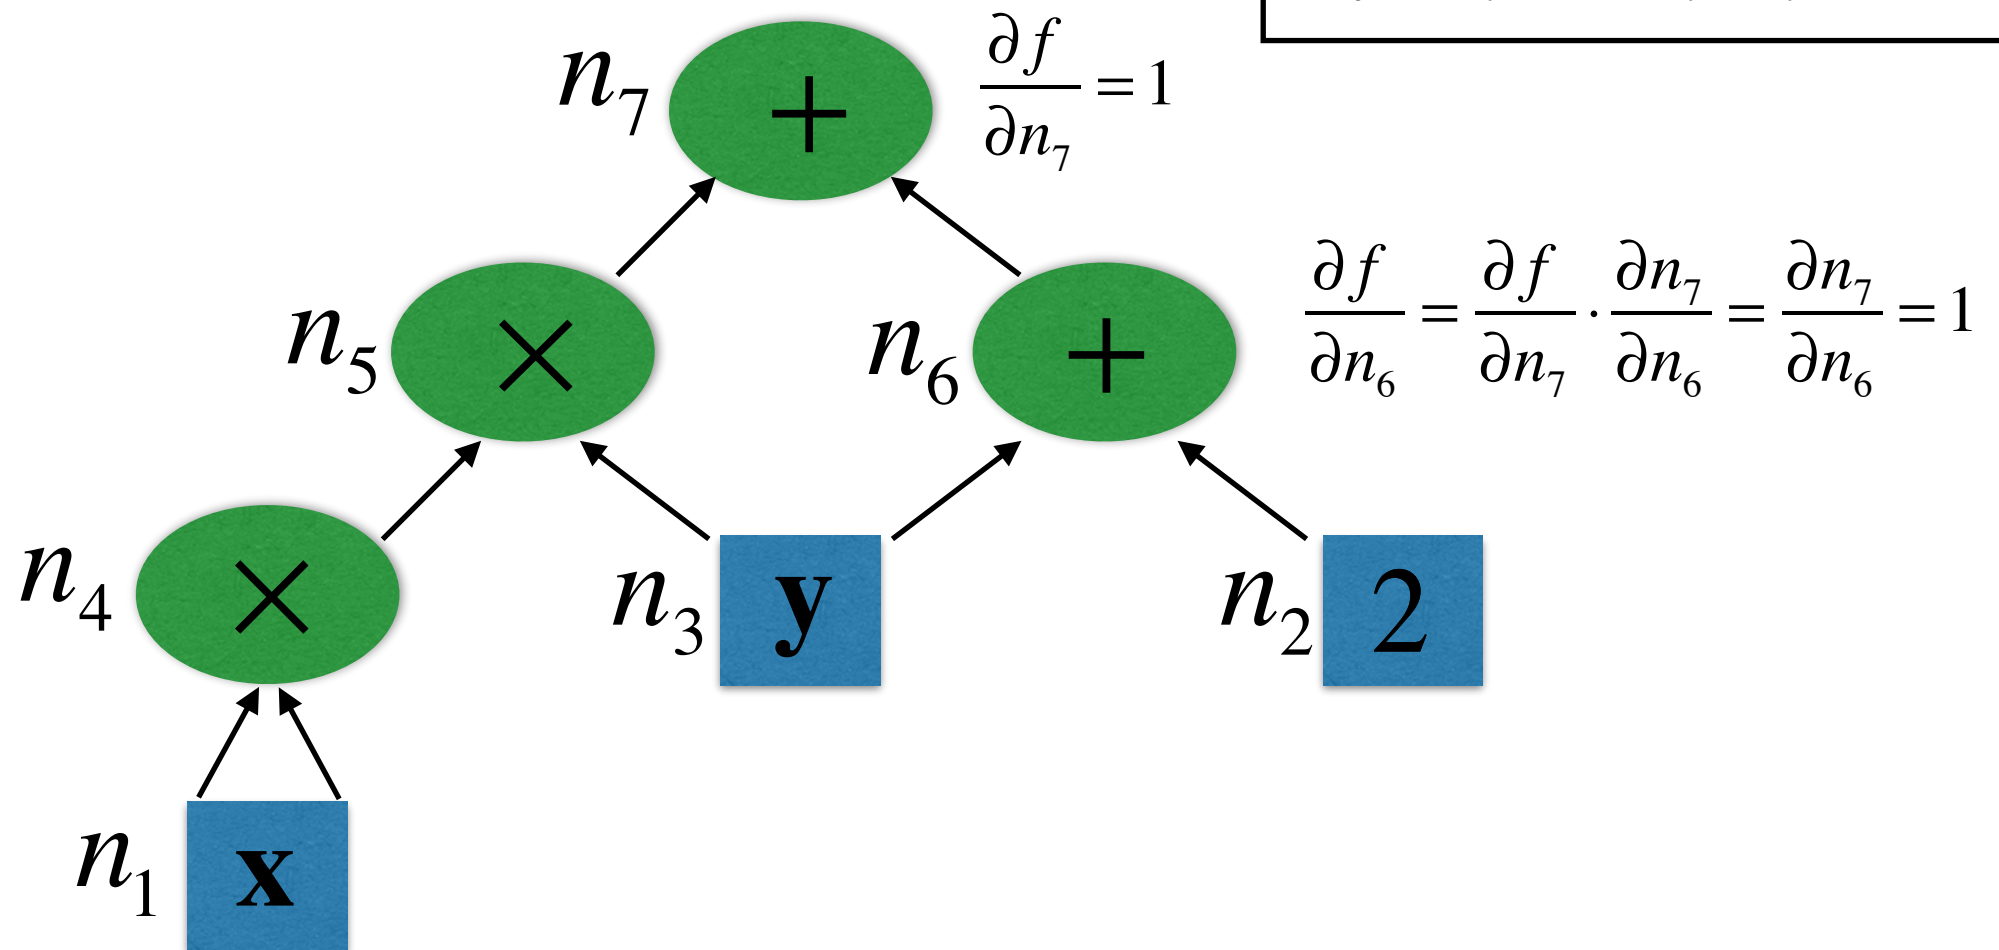 n₇ + ∂f/∂n₇ = 1
n₅ × n₆ + ∂f/∂n₆ = ∂f/∂n₇ · ∂n₇/∂n₆ = ∂n₇/∂n₆ = 1
n₄ × n₃ y n₂ 2
n₁ x